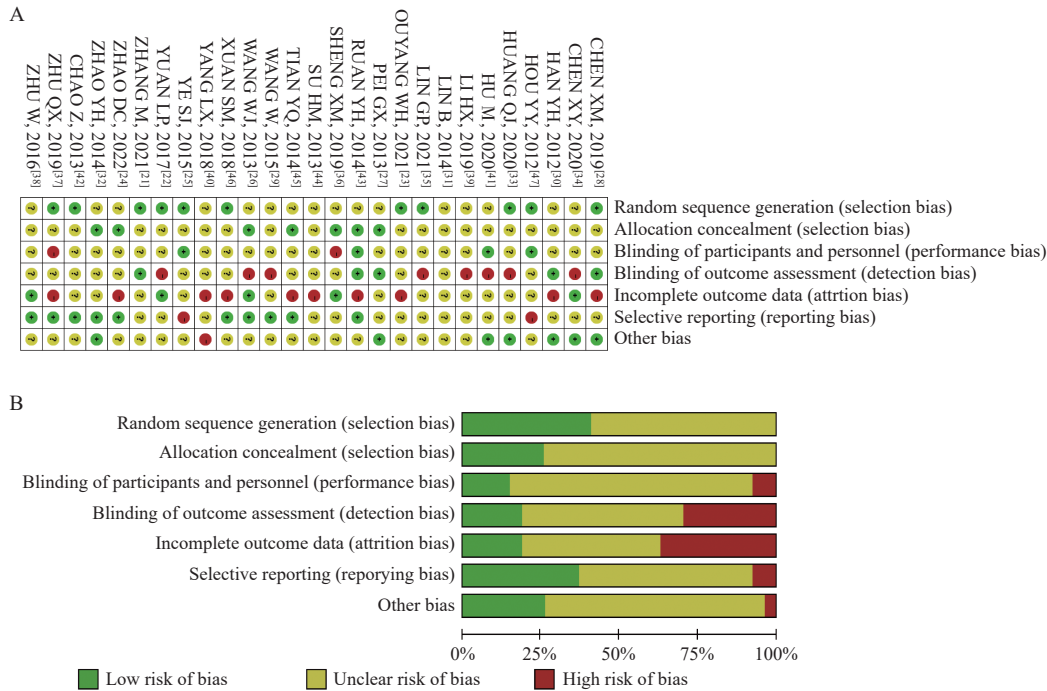 A
ZHU W, 2016[38]
ZHU QX, 2019[37]
CHAO Z, 2013[42]
ZHAO YH, 2014[32]
ZHAO DC, 2022[24]
ZHANG M, 2021[21]
YUAN LP, 2017[22]
YE SJ, 2015[25]
YANG LX, 2018[40]
XUAN SM, 2018[46]
WANG WJ, 2013[26]
WANG W, 2015[29]
TIAN YQ, 2014[45]
SU HM, 2013[44]
SHENG XM, 2019[36]
RUAN YH, 2014[43]
PEI GX, 2013[27]
OUYANG WH, 2021[23]
LIN GP, 2021[35]
LIN B, 2014[31]
LI HX, 2019[39]
HU M, 2020[41]
HUANG QJ, 2020[33]
HOU YY, 2012[47]
HAN YH, 2012[30]
CHEN XY, 2020[34]
CHEN XM, 2019[28]
Random sequence generation (selection bias)
Allocation concealment (selection bias)
Blinding of participants and personnel (performance bias)
Blinding of outcome assessment (detection bias)
Incomplete outcome data (attrtion bias)
Selective reporting (reporting bias)
Other bias
B
Random sequence generation (selection bias)
Allocation concealment (selection bias)
Blinding of participants and personnel (performance bias)
Blinding of outcome assessment (detection bias)
Incomplete outcome data (attrition bias)
Selective reporting (reporying bias)
Other bias
0% 25% 50% 75% 100%
Low risk of bias Unclear risk of bias High risk of bias